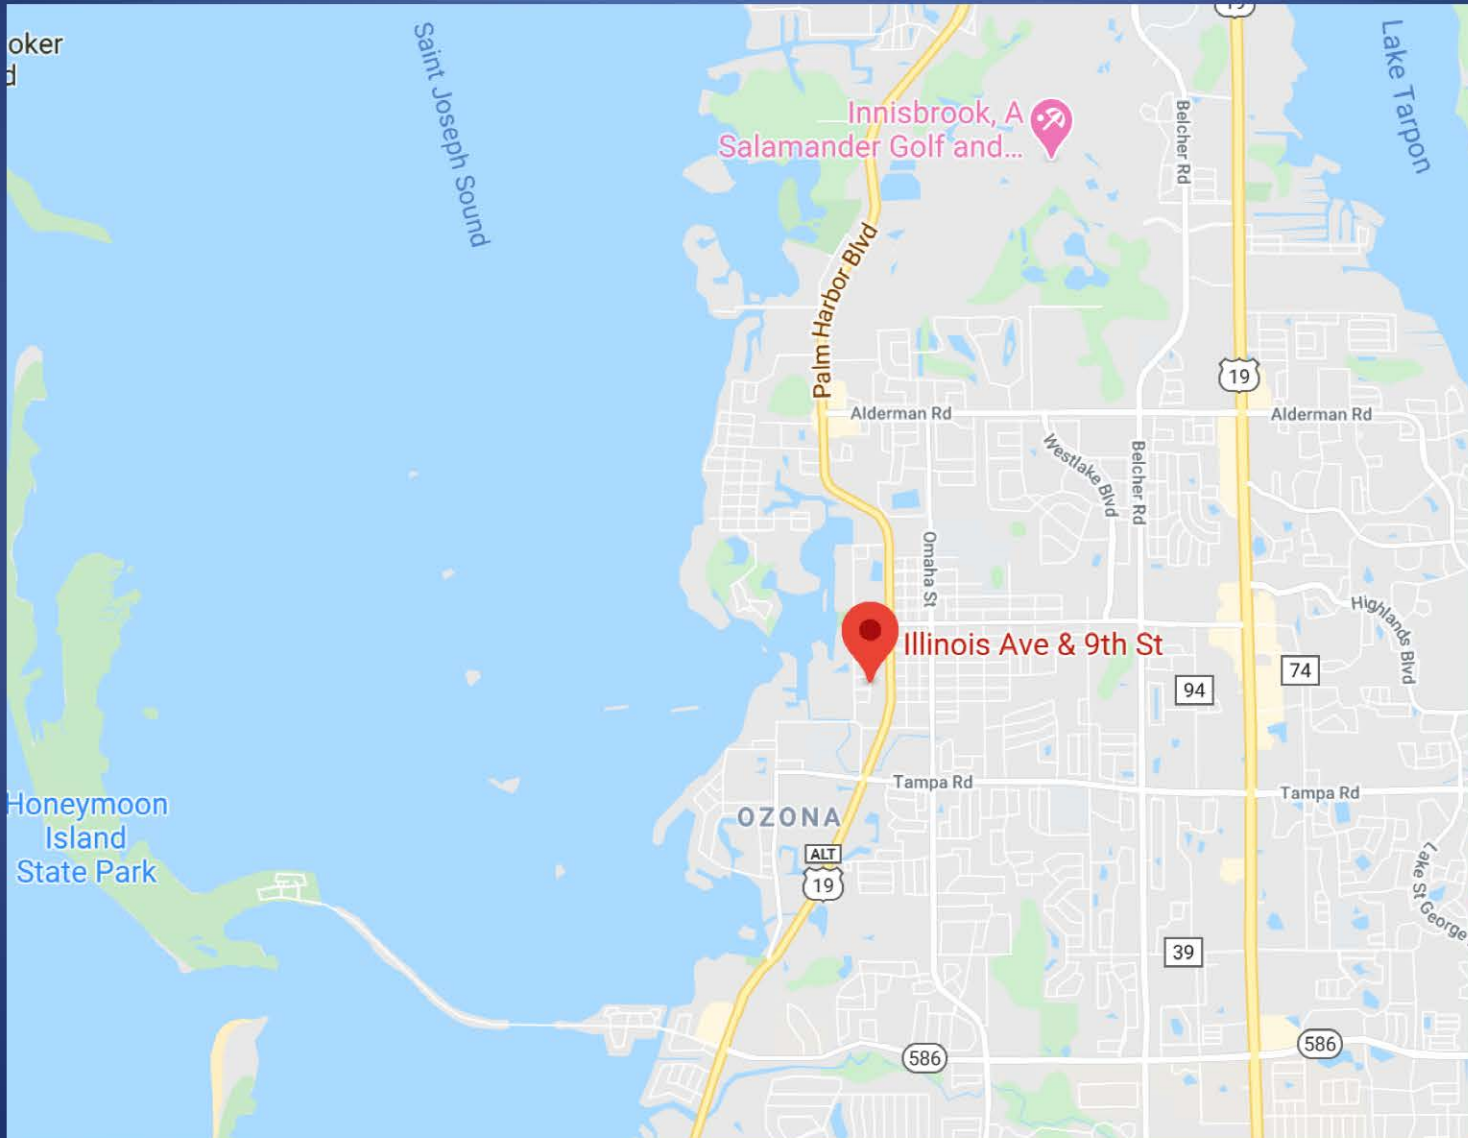 19
oker
d
Saint Joseph Sound
Lake Tarpon
Innisbrook, A
Salamander Golf and...
Belcher Rd
Palm Harbor Blvd
19
Alderman Rd
Alderman Rd
Westlake Blvd
Belcher Rd
Omaha St
Highlands Blvd
Illinois Ave & 9th St
74
94
Tampa Rd
Tampa Rd
Honeymoon
Island
State Park
OZONA
ALT
19
Lake St George
39
586
586